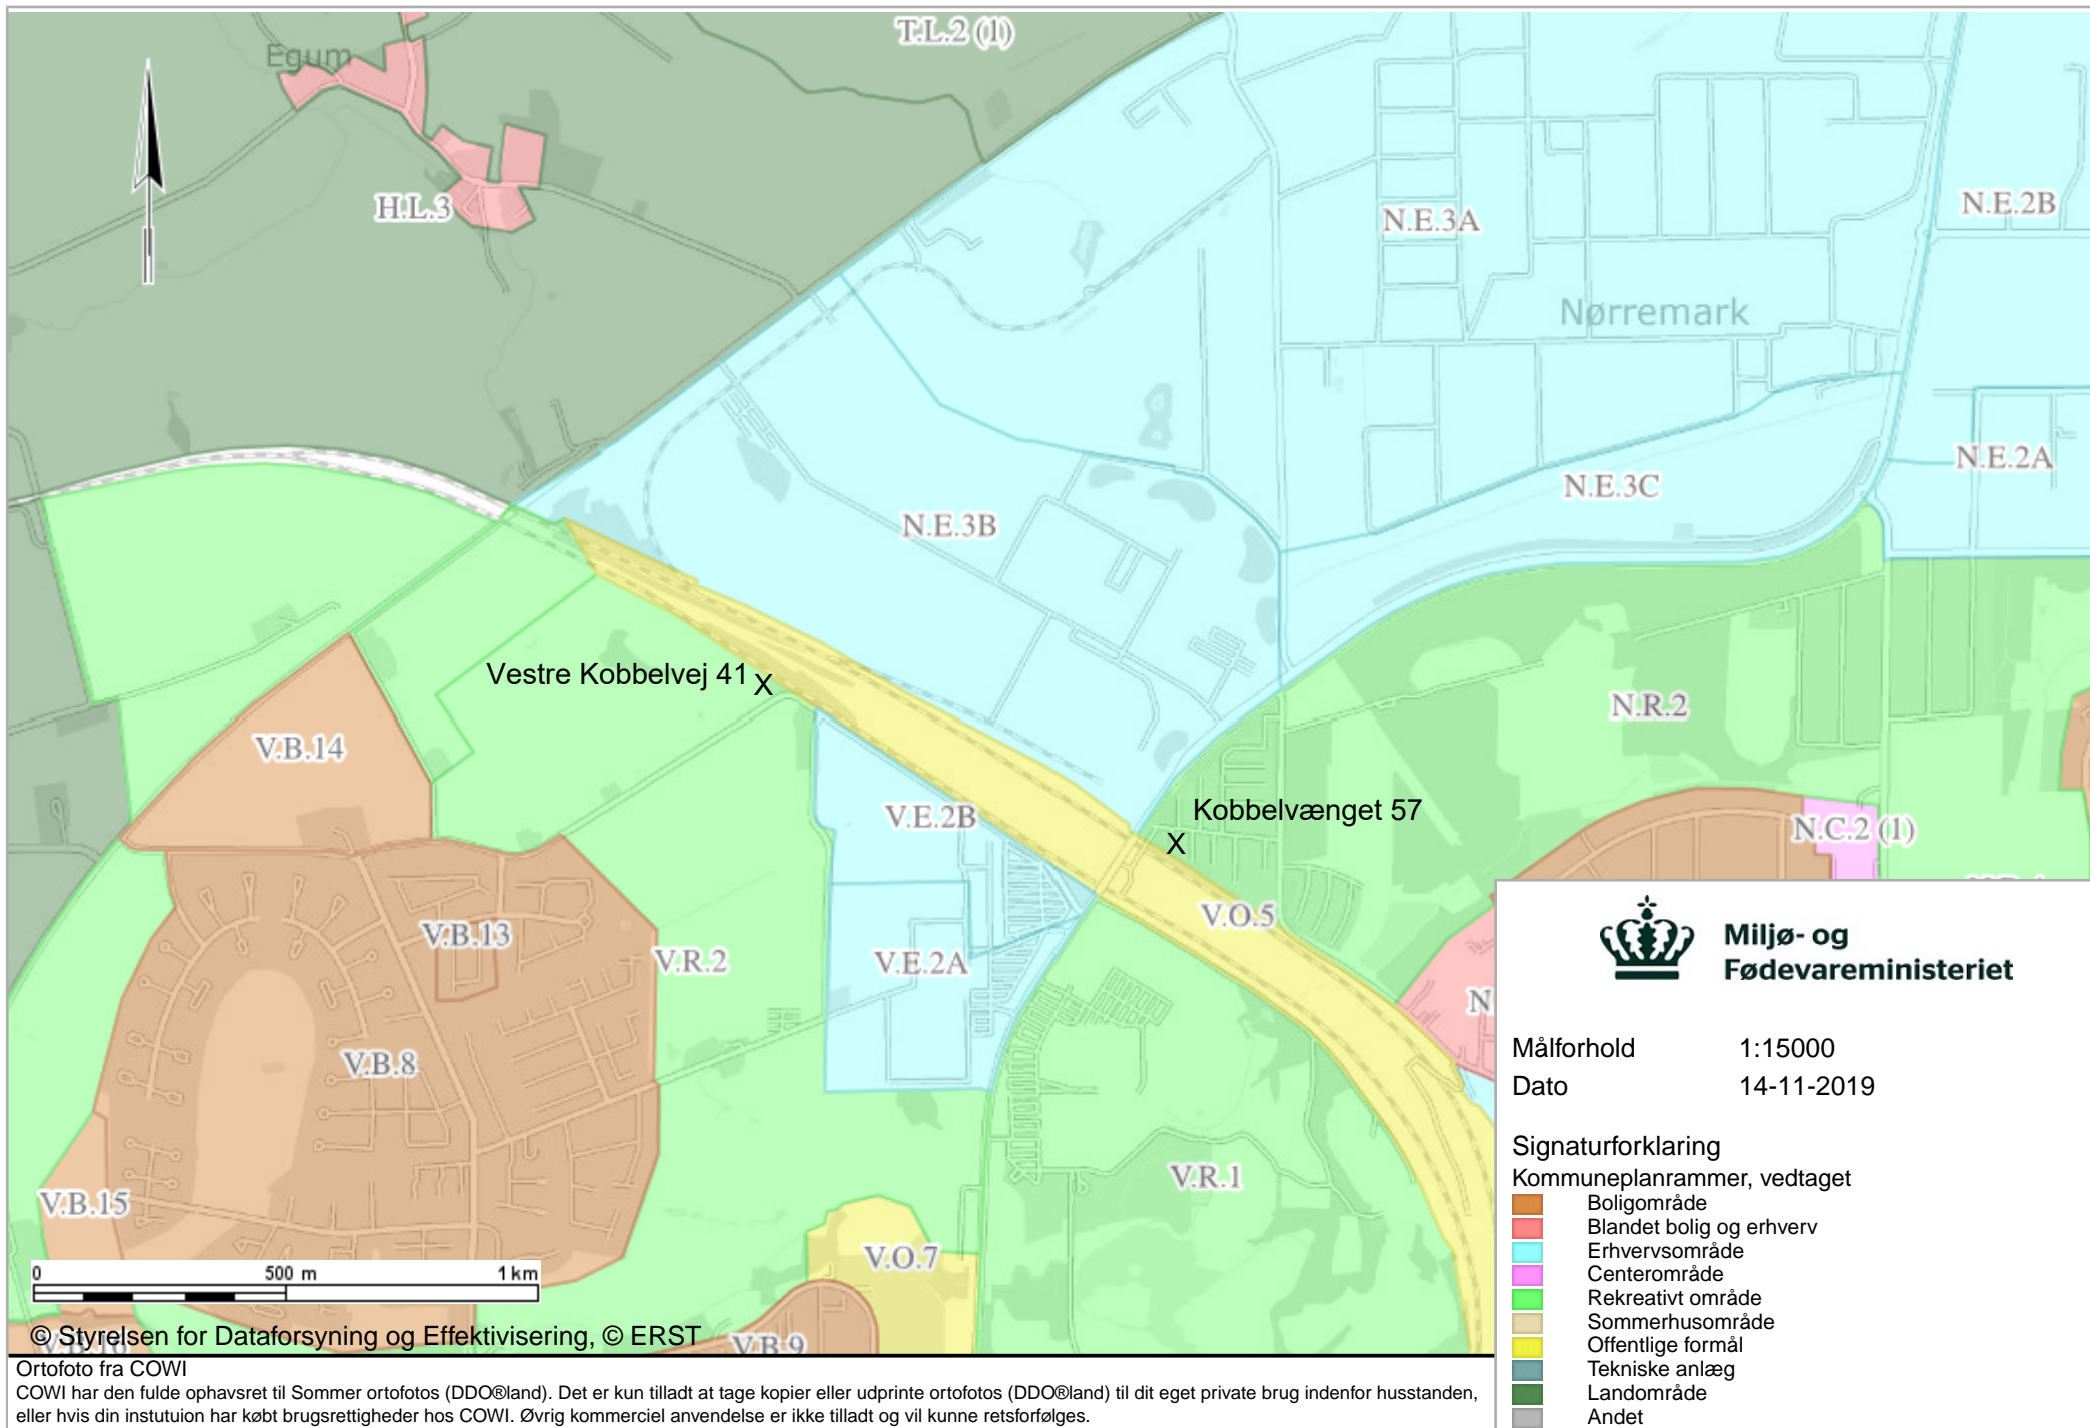 T.L.2 (1)
Egum
H.L.3
N.E.3A
N.E.2B
Nørremark
N.E.2A
N.E.3C
N.E.3B
Vestre Kobbelvej 41 X
N.R.2
V.B.14
V.E.2B
Kobbelvænget 57
X
N.C.2 (1)
V.B.13
V.R.2
V.E.2A
V.O.5
N
V.B.8
V.R.1
V.B.15
V.O.7
V.B.9
V.B.16
0 500 m 1 km
© Styrelsen for Dataforsyning og Effektivisering, © ERST
Ortofoto fra COWI
COWI har den fulde ophavsret til Sommer ortofotos (DDO®land). Det er kun tilladt at tage kopier eller udprinte ortofotos (DDO®land) til dit eget private brug indenfor husstanden,
eller hvis din instutuion har købt brugsrettigheder hos COWI. Øvrig kommerciel anvendelse er ikke tilladt og vil kunne retsforfølges.
Miljø- og
Fødevareministeriet
Målforhold 1:15000
Dato 14-11-2019
Signaturforklaring
Kommuneplanrammer, vedtaget
Boligområde
Blandet bolig og erhverv
Erhvervsområde
Centerområde
Rekreativt område
Sommerhusområde
Offentlige formål
Tekniske anlæg
Landområde
Andet